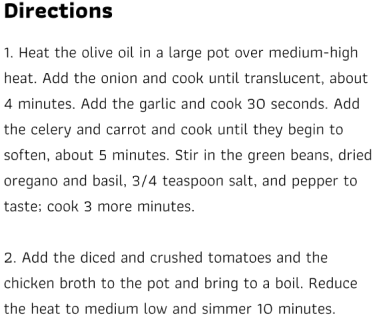 Directions
1. Heat the olive oil in a large pot over medium-high
heat. Add the onion and cook until translucent, about
4 minutes. Add the garlic and cook 30 seconds. Add
the celery and carrot and cook until they begin to
soften, about 5 minutes. Stir in the green beans, dried
oregano and basil, 3/4 teaspoon salt, and pepper to
taste; cook 3 more minutes.
2. Add the diced and crushed tomatoes and the
chicken broth to the pot and bring to a boil. Reduce
the heat to medium low and simmer 10 minutes.